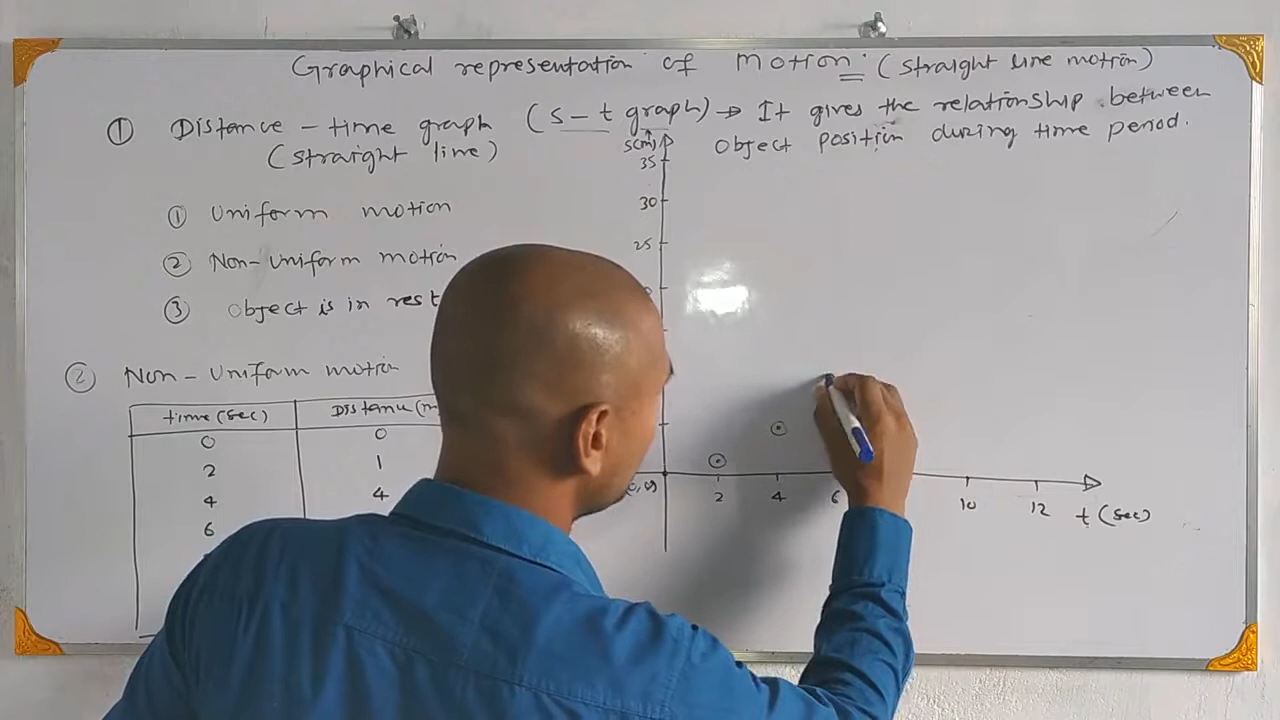 Graphical representation of motion: (straight line motion)
① Distance - time graph (s-t graph) → It gives the relationship between
(straight line)
object position during time period.
① Uniform motion
② Non-Uniform motion
③ Object is in rest
② Non-Uniform motion
time (sec) Distance (m
0 0
2 1
4 4
6
s(m)
35
30
25
2 4 6 10 12 t (sec)